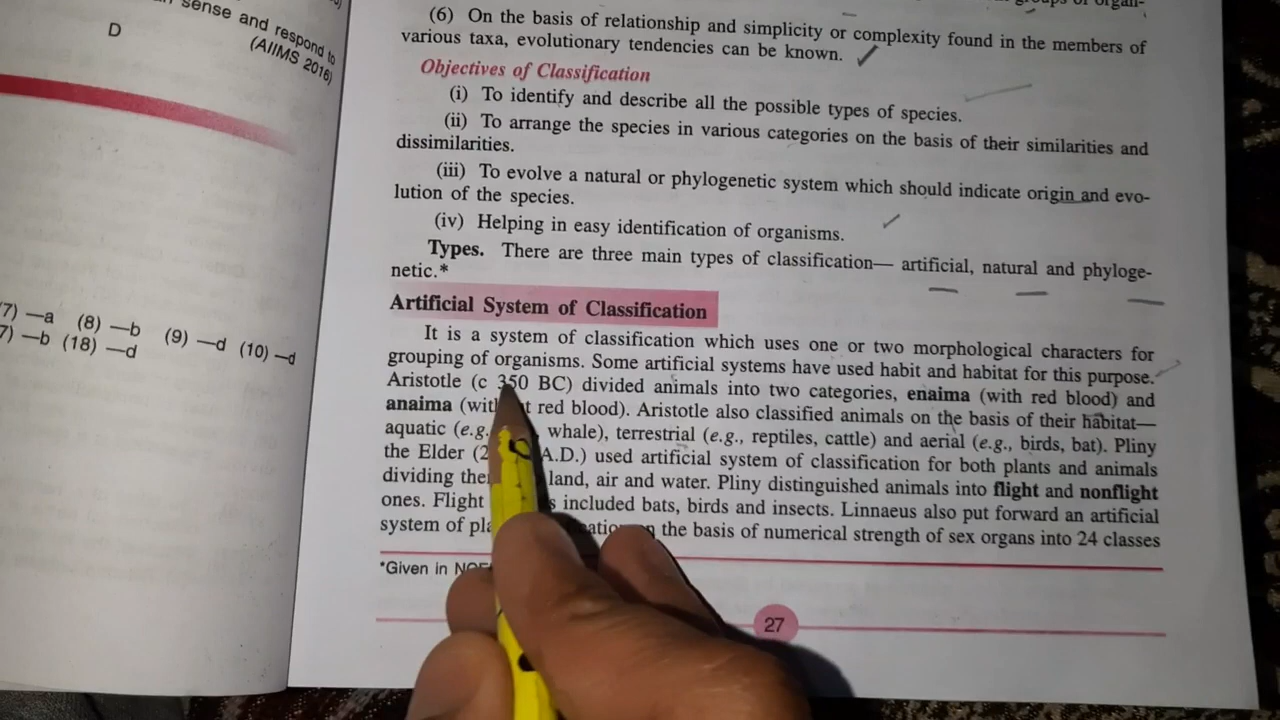 sense and respond to
(AIIMS 2016)
D
7) —a (8) —b (9) —d (10) —d
7) —b (18) —d
(6) On the basis of relationship and simplicity or complexity found in the members of
various taxa, evolutionary tendencies can be known.
Objectives of Classification
(i) To identify and describe all the possible types of species.
(ii) To arrange the species in various categories on the basis of their similarities and
dissimilarities.
(iii) To evolve a natural or phylogenetic system which should indicate origin and evo-
lution of the species.
(iv) Helping in easy identification of organisms.
Types. There are three main types of classification— artificial, natural and phyloge-
netic.*
Artificial System of Classification
It is a system of classification which uses one or two morphological characters for
grouping of organisms. Some artificial systems have used habit and habitat for this purpose.
Aristotle (c 350 BC) divided animals into two categories, enaima (with red blood) and
anaima (without red blood). Aristotle also classified animals on the basis of their habitat—
aquatic (e.g. whale), terrestrial (e.g., reptiles, cattle) and aerial (e.g., birds, bat). Pliny
the Elder (2 A.D.) used artificial system of classification for both plants and animals
dividing land, air and water. Pliny distinguished animals into flight and nonflight
ones. Flight included bats, birds and insects. Linnaeus also put forward an artificial
system of the basis of numerical strength of sex organs into 24 classes
*Given in
27